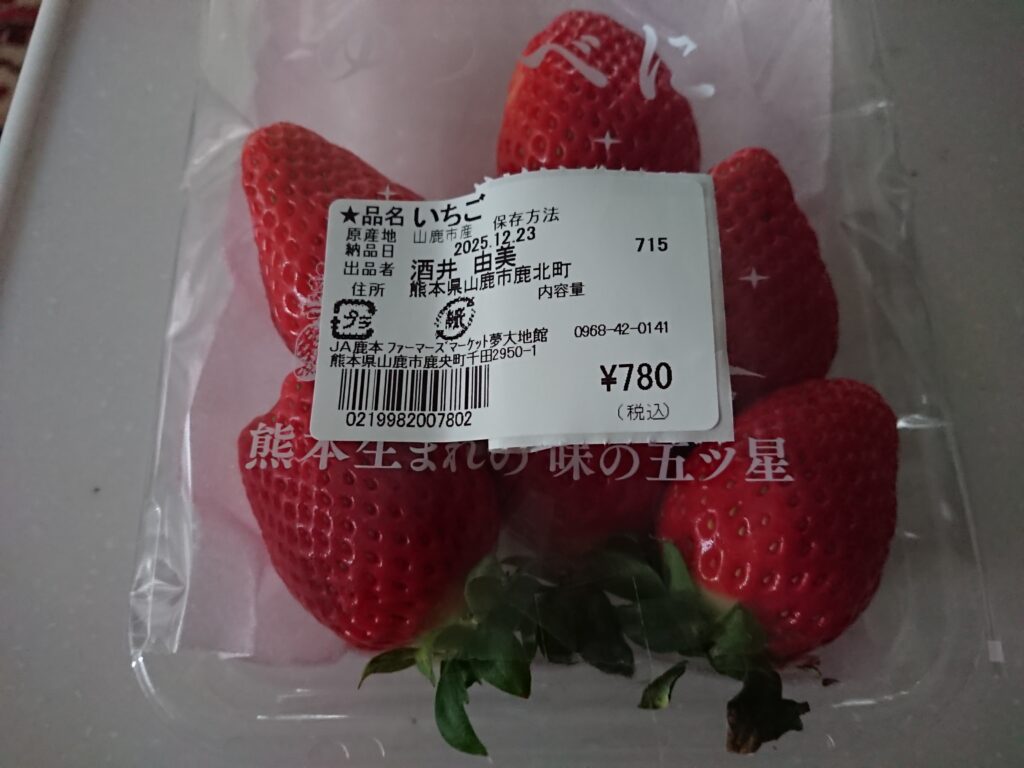 べに
★品名 いちご 保存方法
原産地 山鹿市産
納品日 2025.12.23 715
出品者 酒井 由美
住所 熊本県山鹿市鹿北町
内容量
プラ 紙
JA鹿本 ファーマーズマーケット夢大地館 0968-42-0141
熊本県山鹿市鹿央町千田2950-1
¥780
(税込)
0219982007802
熊本生まれの 味の五ツ星